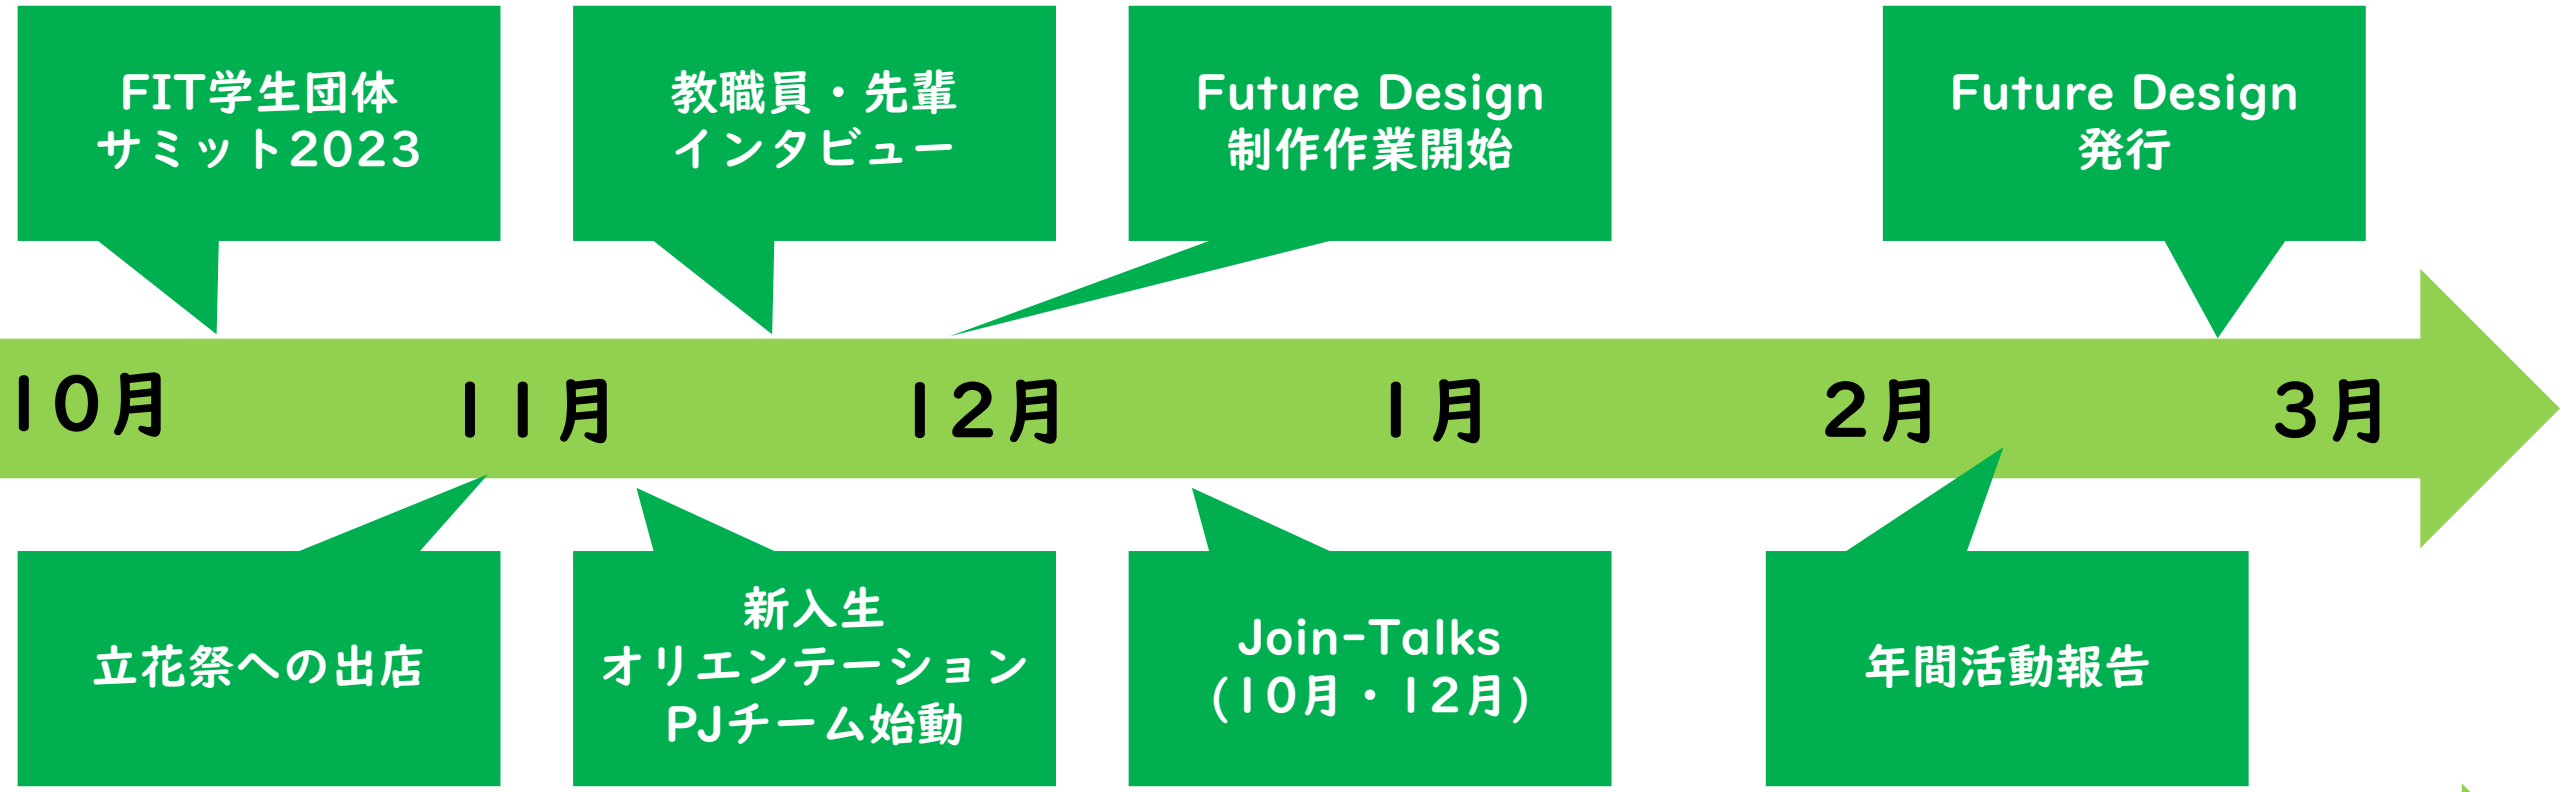 FIT学生団体
サミット2023
教職員・先輩
インタビュー
Future Design
制作作業開始
Future Design
発行
10月
11月
12月
1月
2月
3月
立花祭への出店
新入生
オリエンテーション
PJチーム始動
Join-Talks
(10月・12月)
年間活動報告